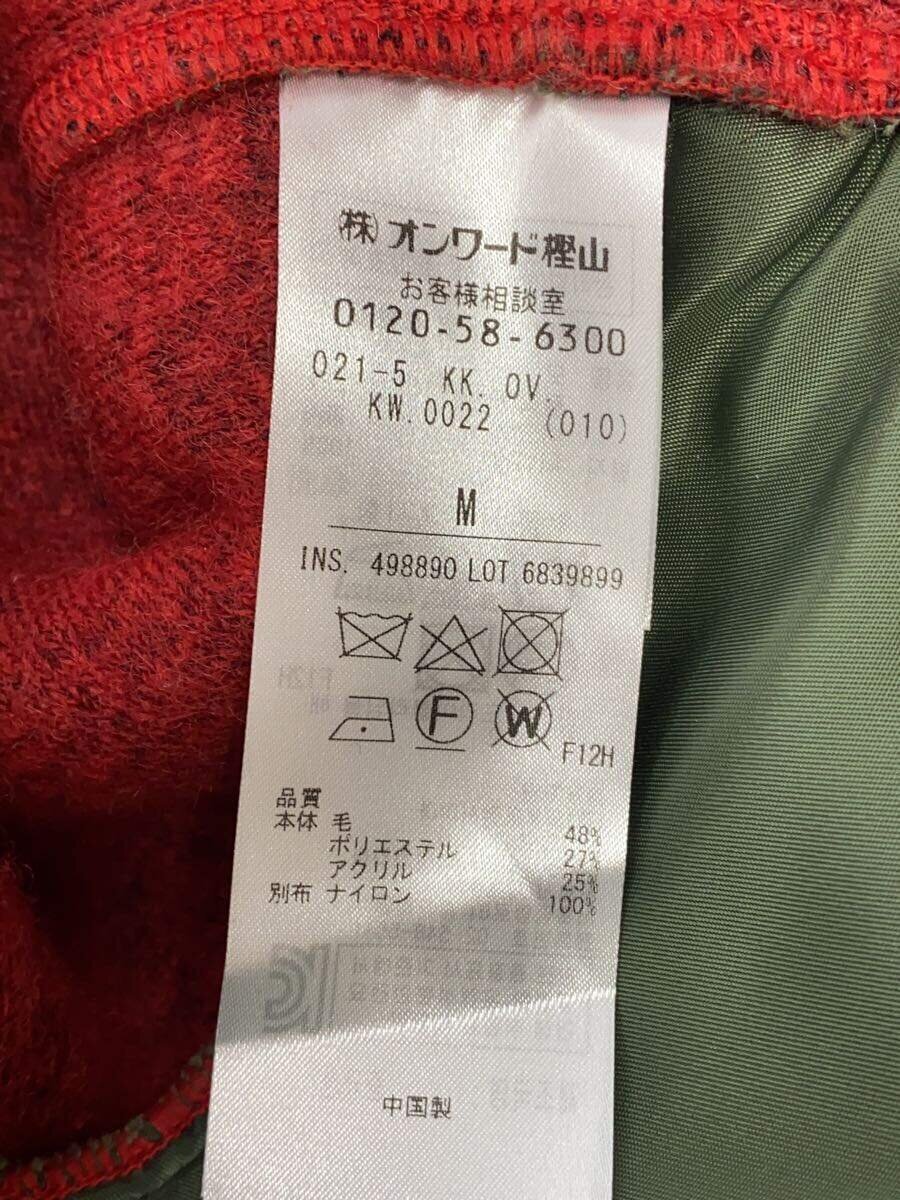 ㈱オンワード樫山
お客様相談室
0120-58-6300
021-5 KK. OV.
KW.0022 (010)
M
INS. 498890 LOT 6839899
F
W
F12H
品質
本体 毛 48%
ポリエステル 27%
アクリル 25%
別布 ナイロン 100%
中国製